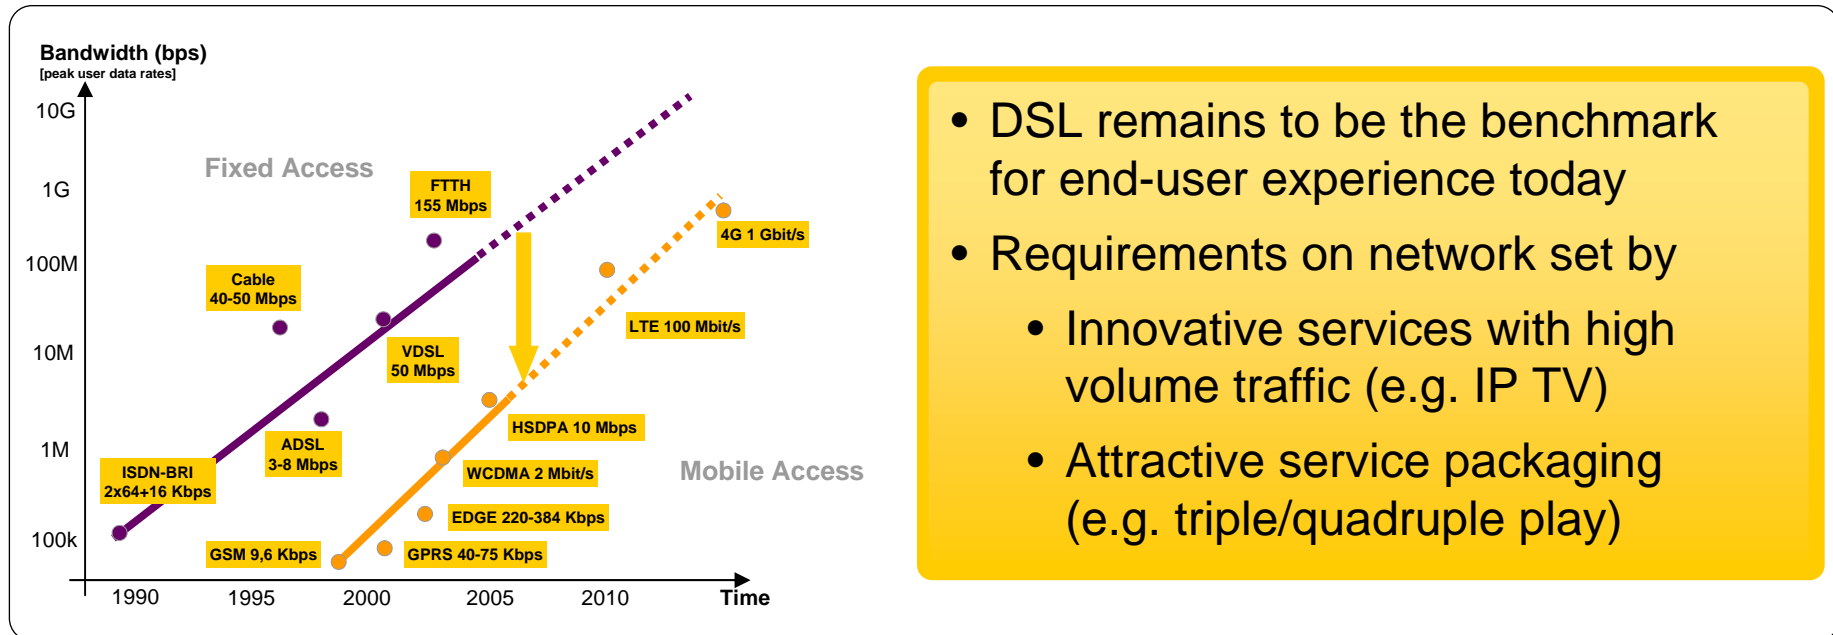 Bandwidth (bps)
[peak user data rates]
10G
1G
100M
10M
1M
100k
Fixed Access
FTTH
155 Mbps
Cable
40-50 Mbps
VDSL
50 Mbps
ADSL
3-8 Mbps
ISDN-BRI
2x64+16 Kbps
4G 1 Gbit/s
LTE 100 Mbit/s
HSDPA 10 Mbps
WCDMA 2 Mbit/s
EDGE 220-384 Kbps
GPRS 40-75 Kbps
GSM 9,6 Kbps
Mobile Access
1990
1995
2000
2005
2010
Time
• DSL remains to be the benchmark
for end-user experience today
• Requirements on network set by
• Innovative services with high
volume traffic (e.g. IP TV)
• Attractive service packaging
(e.g. triple/quadruple play)